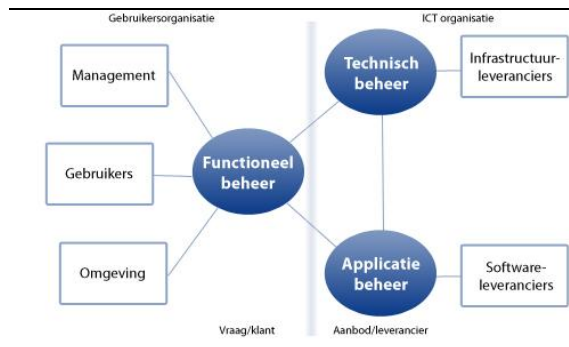 Gebruikersorganisatie
ICT organisatie
Management
Technisch
beheer
Infrastructuur-
leveranciers
Gebruikers
Functioneel
beheer
Omgeving
Applicatie
beheer
Software-
leveranciers
Vraag/klant
Aanbod/leverancier